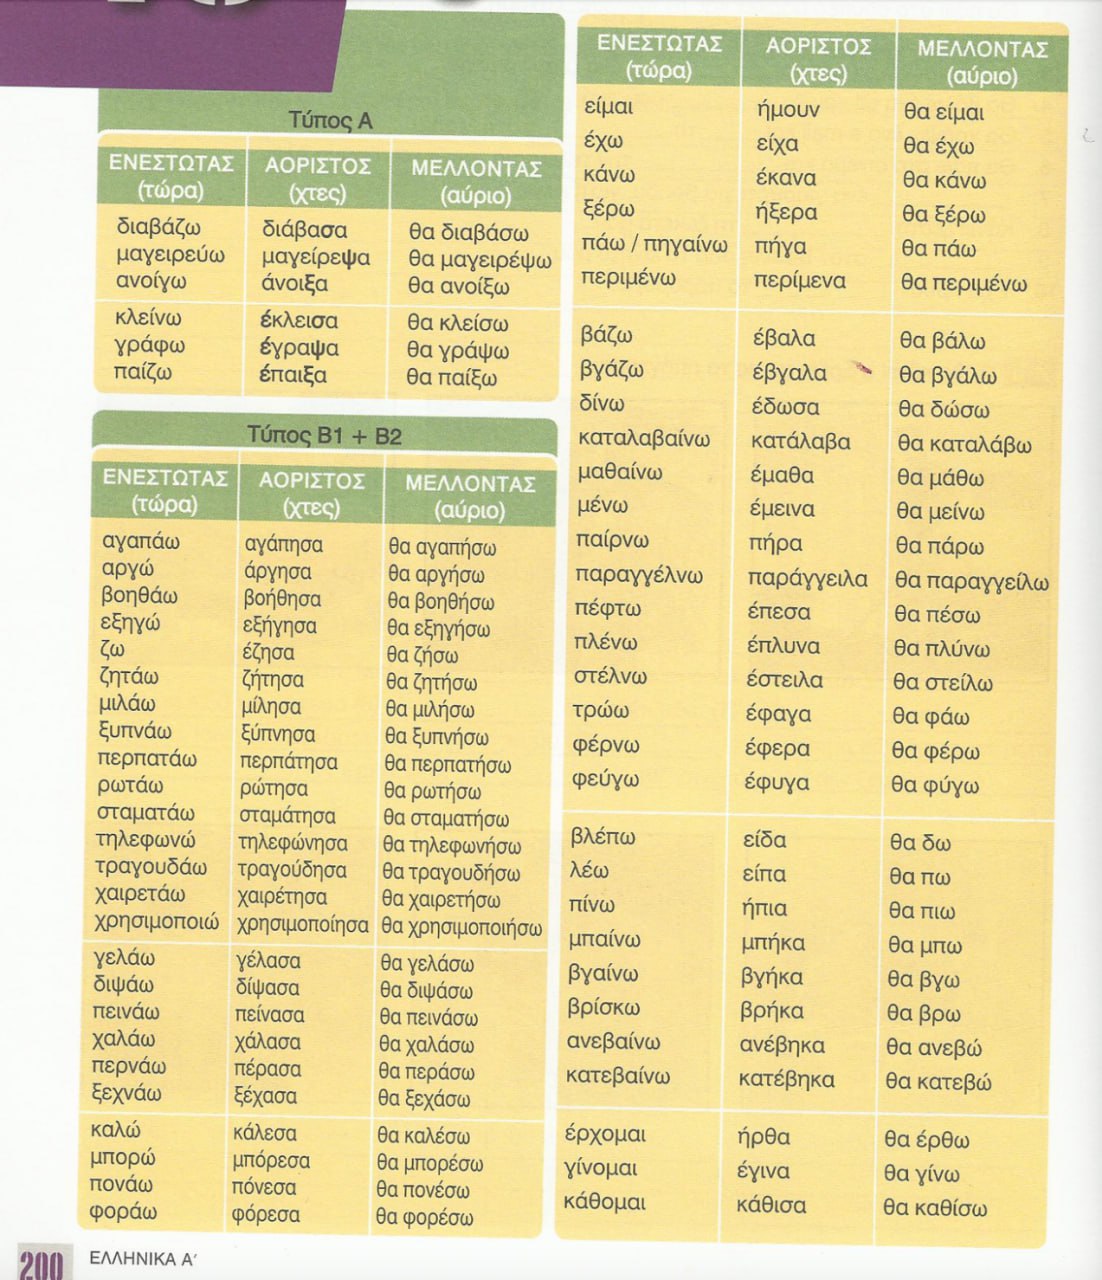 Τύπος Α
ΕΝΕΣΤΩΤΑΣ ΑΟΡΙΣΤΟΣ ΜΕΛΛΟΝΤΑΣ
(τώρα) (χτες) (αύριο)
διαβάζω διάβασα θα διαβάσω
μαγειρεύω μαγείρεψα θα μαγειρέψω
ανοίγω άνοιξα θα ανοίξω
κλείνω έκλεισα θα κλείσω
γράφω έγραψα θα γράψω
παίζω έπαιξα θα παίξω
Τύπος Β1 + Β2
ΕΝΕΣΤΩΤΑΣ ΑΟΡΙΣΤΟΣ ΜΕΛΛΟΝΤΑΣ
(τώρα) (χτες) (αύριο)
αγαπάω αγάπησα θα αγαπήσω
αργώ άργησα θα αργήσω
βοηθάω βοήθησα θα βοηθήσω
εξηγώ εξήγησα θα εξηγήσω
ζω έζησα θα ζήσω
ζητάω ζήτησα θα ζητήσω
μιλάω μίλησα θα μιλήσω
ξυπνάω ξύπνησα θα ξυπνήσω
περπατάω περπάτησα θα περπατήσω
ρωτάω ρώτησα θα ρωτήσω
σταματάω σταμάτησα θα σταματήσω
τηλεφωνώ τηλεφώνησα θα τηλεφωνήσω
τραγουδάω τραγούδησα θα τραγουδήσω
χαιρετάω χαιρέτησα θα χαιρετήσω
χρησιμοποιώ χρησιμοποίησα θα χρησιμοποιήσω
γελάω γέλασα θα γελάσω
διψάω δίψασα θα διψάσω
πεινάω πείνασα θα πεινάσω
χαλάω χάλασα θα χαλάσω
περνάω πέρασα θα περάσω
ξεχνάω ξέχασα θα ξεχάσω
καλώ κάλεσα θα καλέσω
μπορώ μπόρεσα θα μπορέσω
πονάω πόνεσα θα πονέσω
φοράω φόρεσα θα φορέσω
ΕΝΕΣΤΩΤΑΣ ΑΟΡΙΣΤΟΣ ΜΕΛΛΟΝΤΑΣ
(τώρα) (χτες) (αύριο)
είμαι ήμουν θα είμαι
έχω είχα θα έχω
κάνω έκανα θα κάνω
ξέρω ήξερα θα ξέρω
πάω / πηγαίνω πήγα θα πάω
περιμένω περίμενα θα περιμένω
βάζω έβαλα θα βάλω
βγάζω έβγαλα θα βγάλω
δίνω έδωσα θα δώσω
καταλαβαίνω κατάλαβα θα καταλάβω
μαθαίνω έμαθα θα μάθω
μένω έμεινα θα μείνω
παίρνω πήρα θα πάρω
παραγγέλνω παράγγειλα θα παραγγείλω
πέφτω έπεσα θα πέσω
πλένω έπλυνα θα πλύνω
στέλνω έστειλα θα στείλω
τρώω έφαγα θα φάω
φέρνω έφερα θα φέρω
φεύγω έφυγα θα φύγω
βλέπω είδα θα δω
λέω είπα θα πω
πίνω ήπια θα πιω
μπαίνω μπήκα θα μπω
βγαίνω βγήκα θα βγω
βρίσκω βρήκα θα βρω
ανεβαίνω ανέβηκα θα ανεβώ
κατεβαίνω κατέβηκα θα κατεβώ
έρχομαι ήρθα θα έρθω
γίνομαι έγινα θα γίνω
κάθομαι κάθισα θα καθίσω
200 ΕΛΛΗΝΙΚΑ Α΄